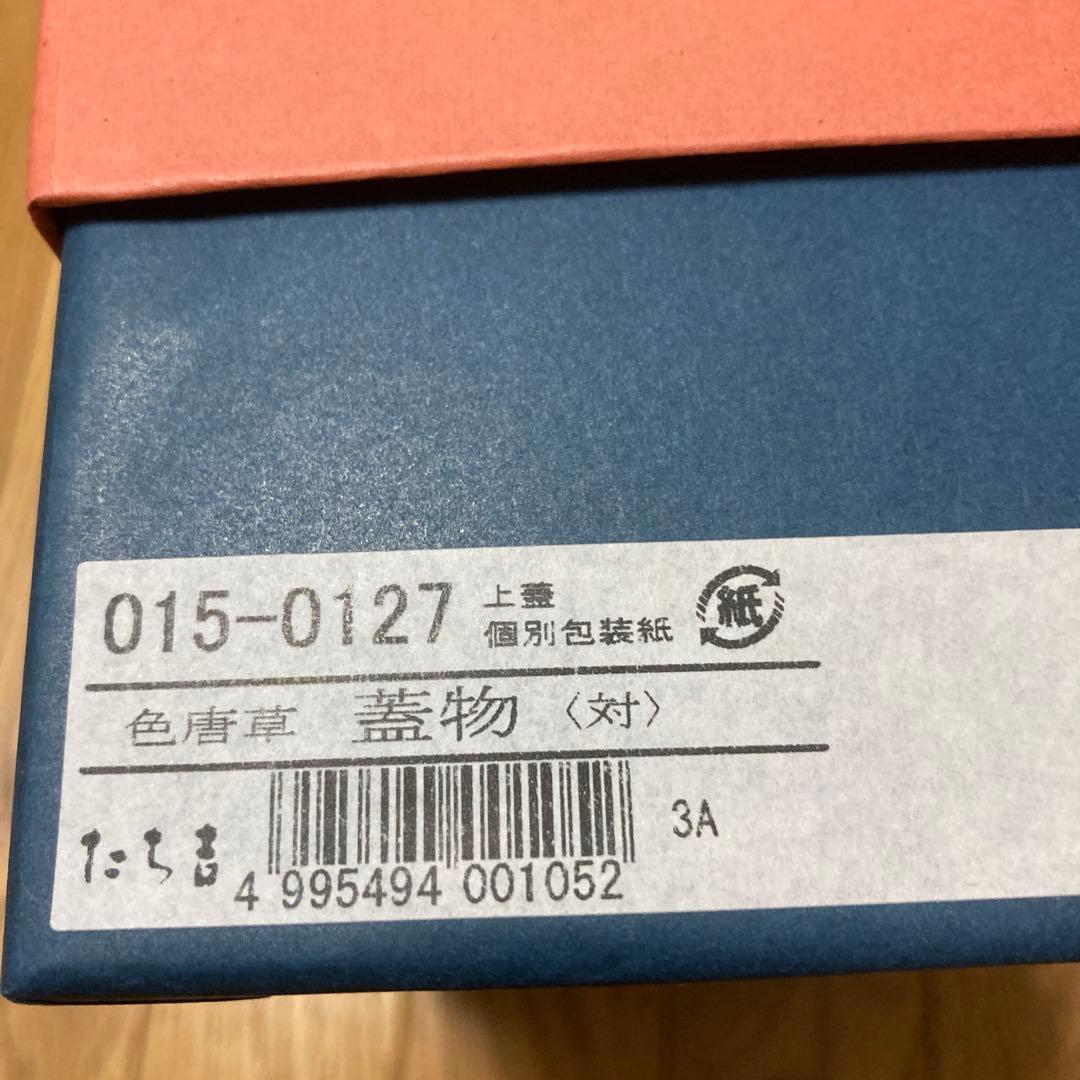 015-0127
上蓋
個別包装紙
紙
色唐草 蓋物〈対〉
3A
たち吉
4 995494 001052